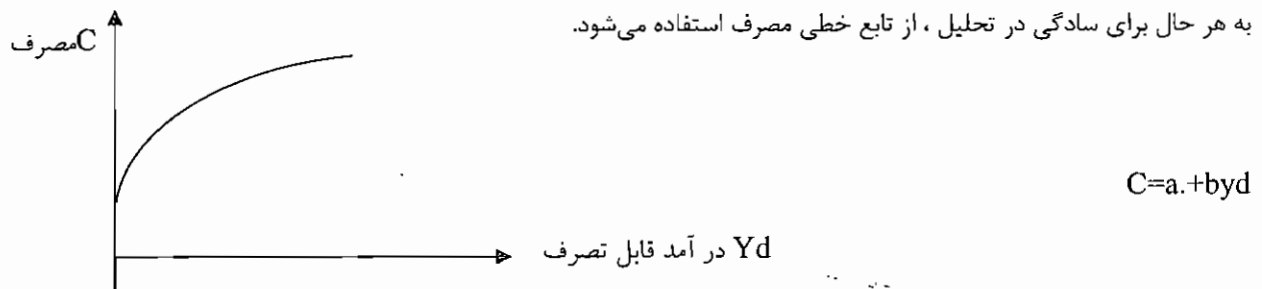 به هر حال برای سادگی در تحلیل ، از تابع خطی مصرف استفاده می‌شود.
مصرفC
C=a.+byd
Yd در آمد قابل تصرف